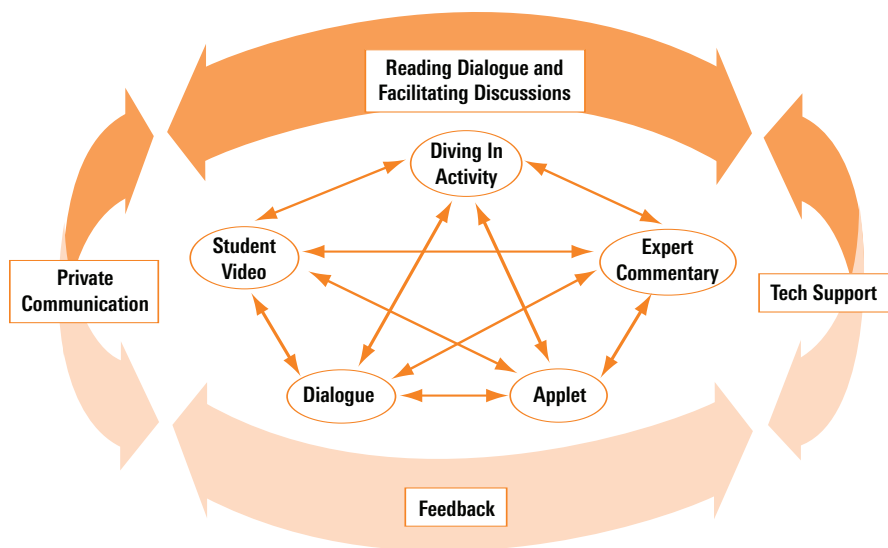 Reading Dialogue and
Facilitating Discussions
Diving In
Activity
Student
Video
Expert
Commentary
Private
Communication
Tech Support
Dialogue
Applet
Feedback